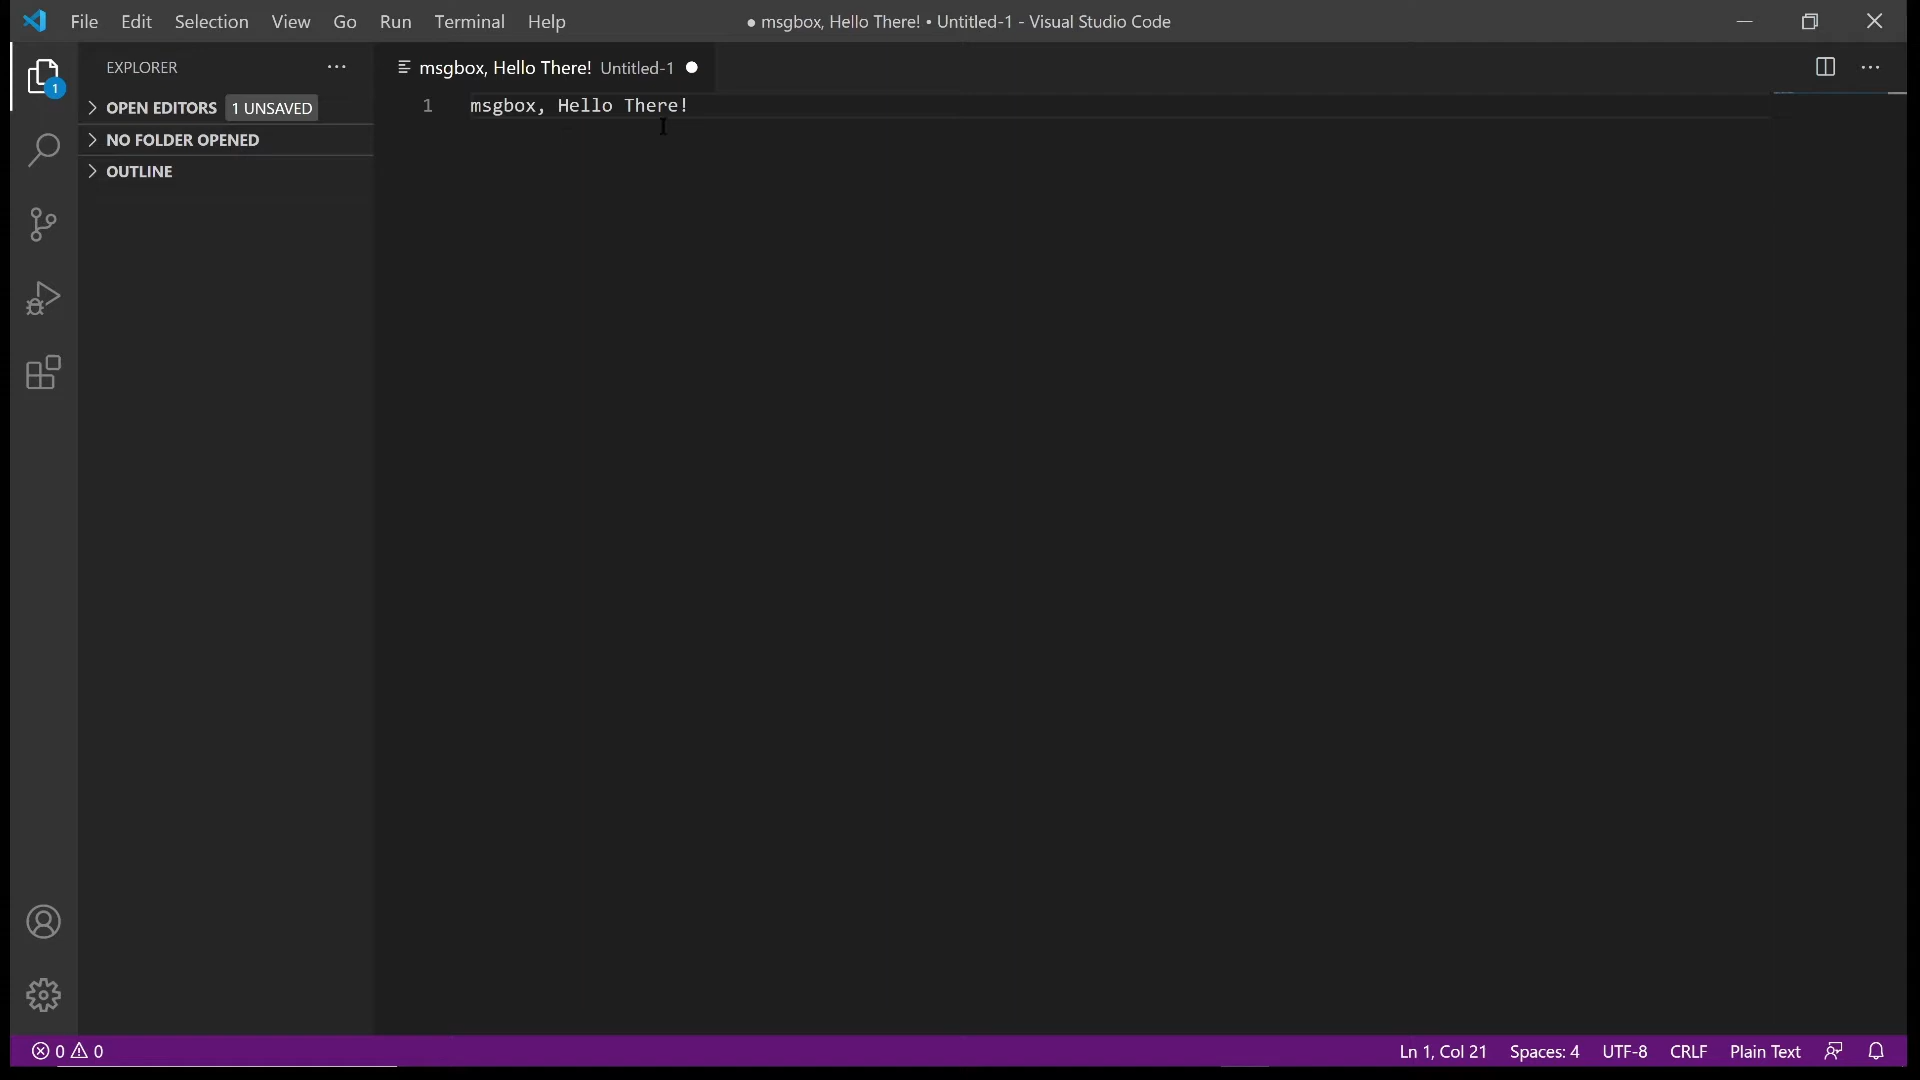 File Edit Selection View Go Run Terminal Help
● msgbox, Hello There! • Untitled-1 - Visual Studio Code
EXPLORER
1
OPEN EDITORS 1 UNSAVED
NO FOLDER OPENED
OUTLINE
msgbox, Hello There! Untitled-1
1 msgbox, Hello There!
0 0
Ln 1, Col 21 Spaces: 4 UTF-8 CRLF Plain Text